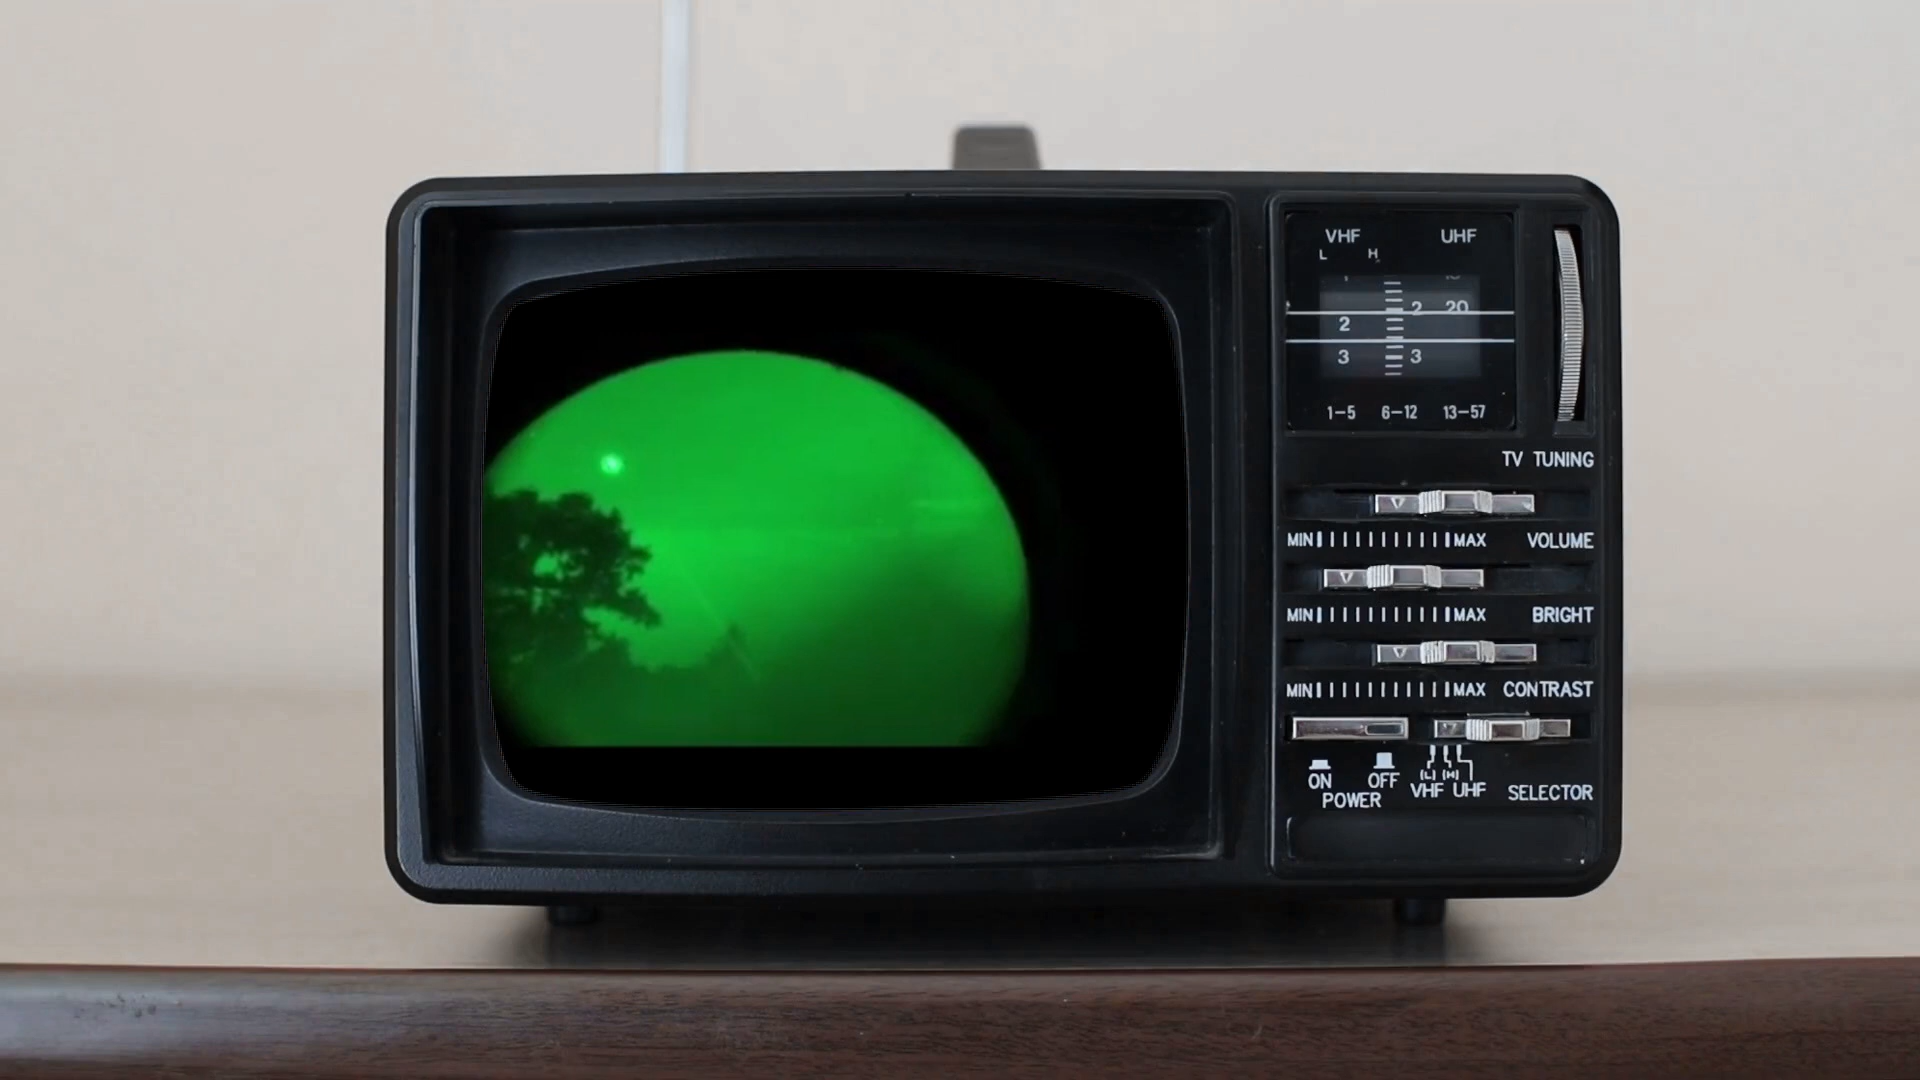 VHF UHF
L H
2 20
2
3 3
1-5 6-12 13-57
TV TUNING
MIN MAX VOLUME
MIN MAX BRIGHT
MIN MAX CONTRAST
ON OFF (L) (H)
VHF UHF SELECTOR
POWER